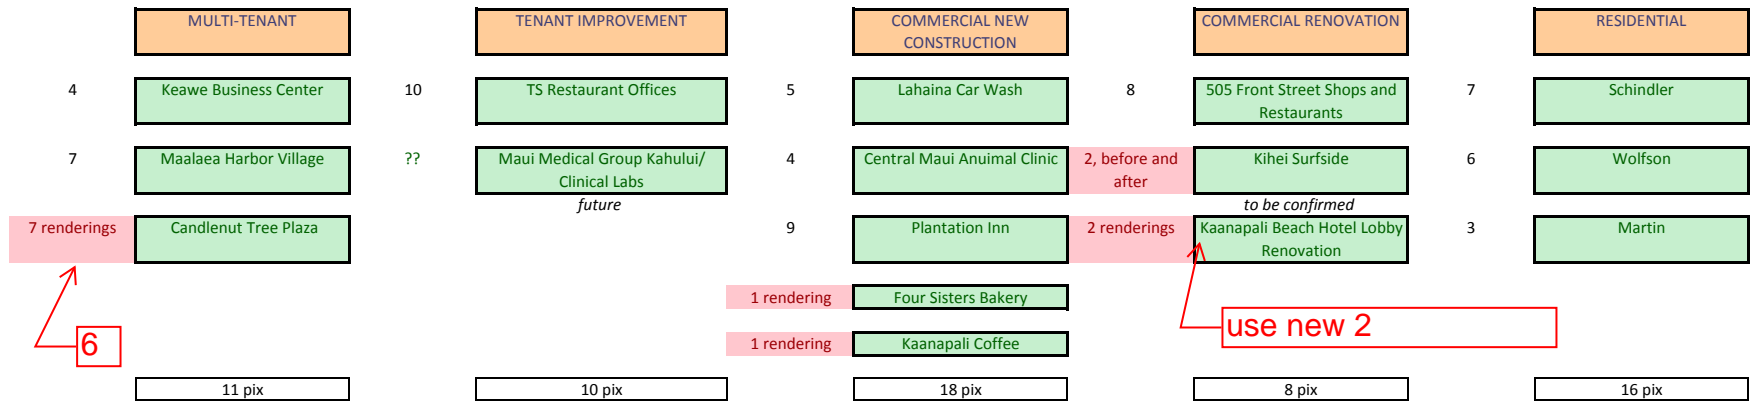 MULTI-TENANT
TENANT IMPROVEMENT
COMMERCIAL NEW
CONSTRUCTION
COMMERCIAL RENOVATION
RESIDENTIAL
4
Keawe Business Center
10
TS Restaurant Offices
5
Lahaina Car Wash
8
505 Front Street Shops and
Restaurants
7
Schindler
7
Maalaea Harbor Village
??
Maui Medical Group Kahului/
Clinical Labs
4
Central Maui Anuimal Clinic
2, before and
after
Kihei Surfside
6
Wolfson
future
to be confirmed
7 renderings
Candlenut Tree Plaza
9
Plantation Inn
2 renderings
Kaanapali Beach Hotel Lobby
Renovation
3
Martin
1 rendering
Four Sisters Bakery
6
1 rendering
Kaanapali Coffee
use new 2
11 pix
10 pix
18 pix
8 pix
16 pix